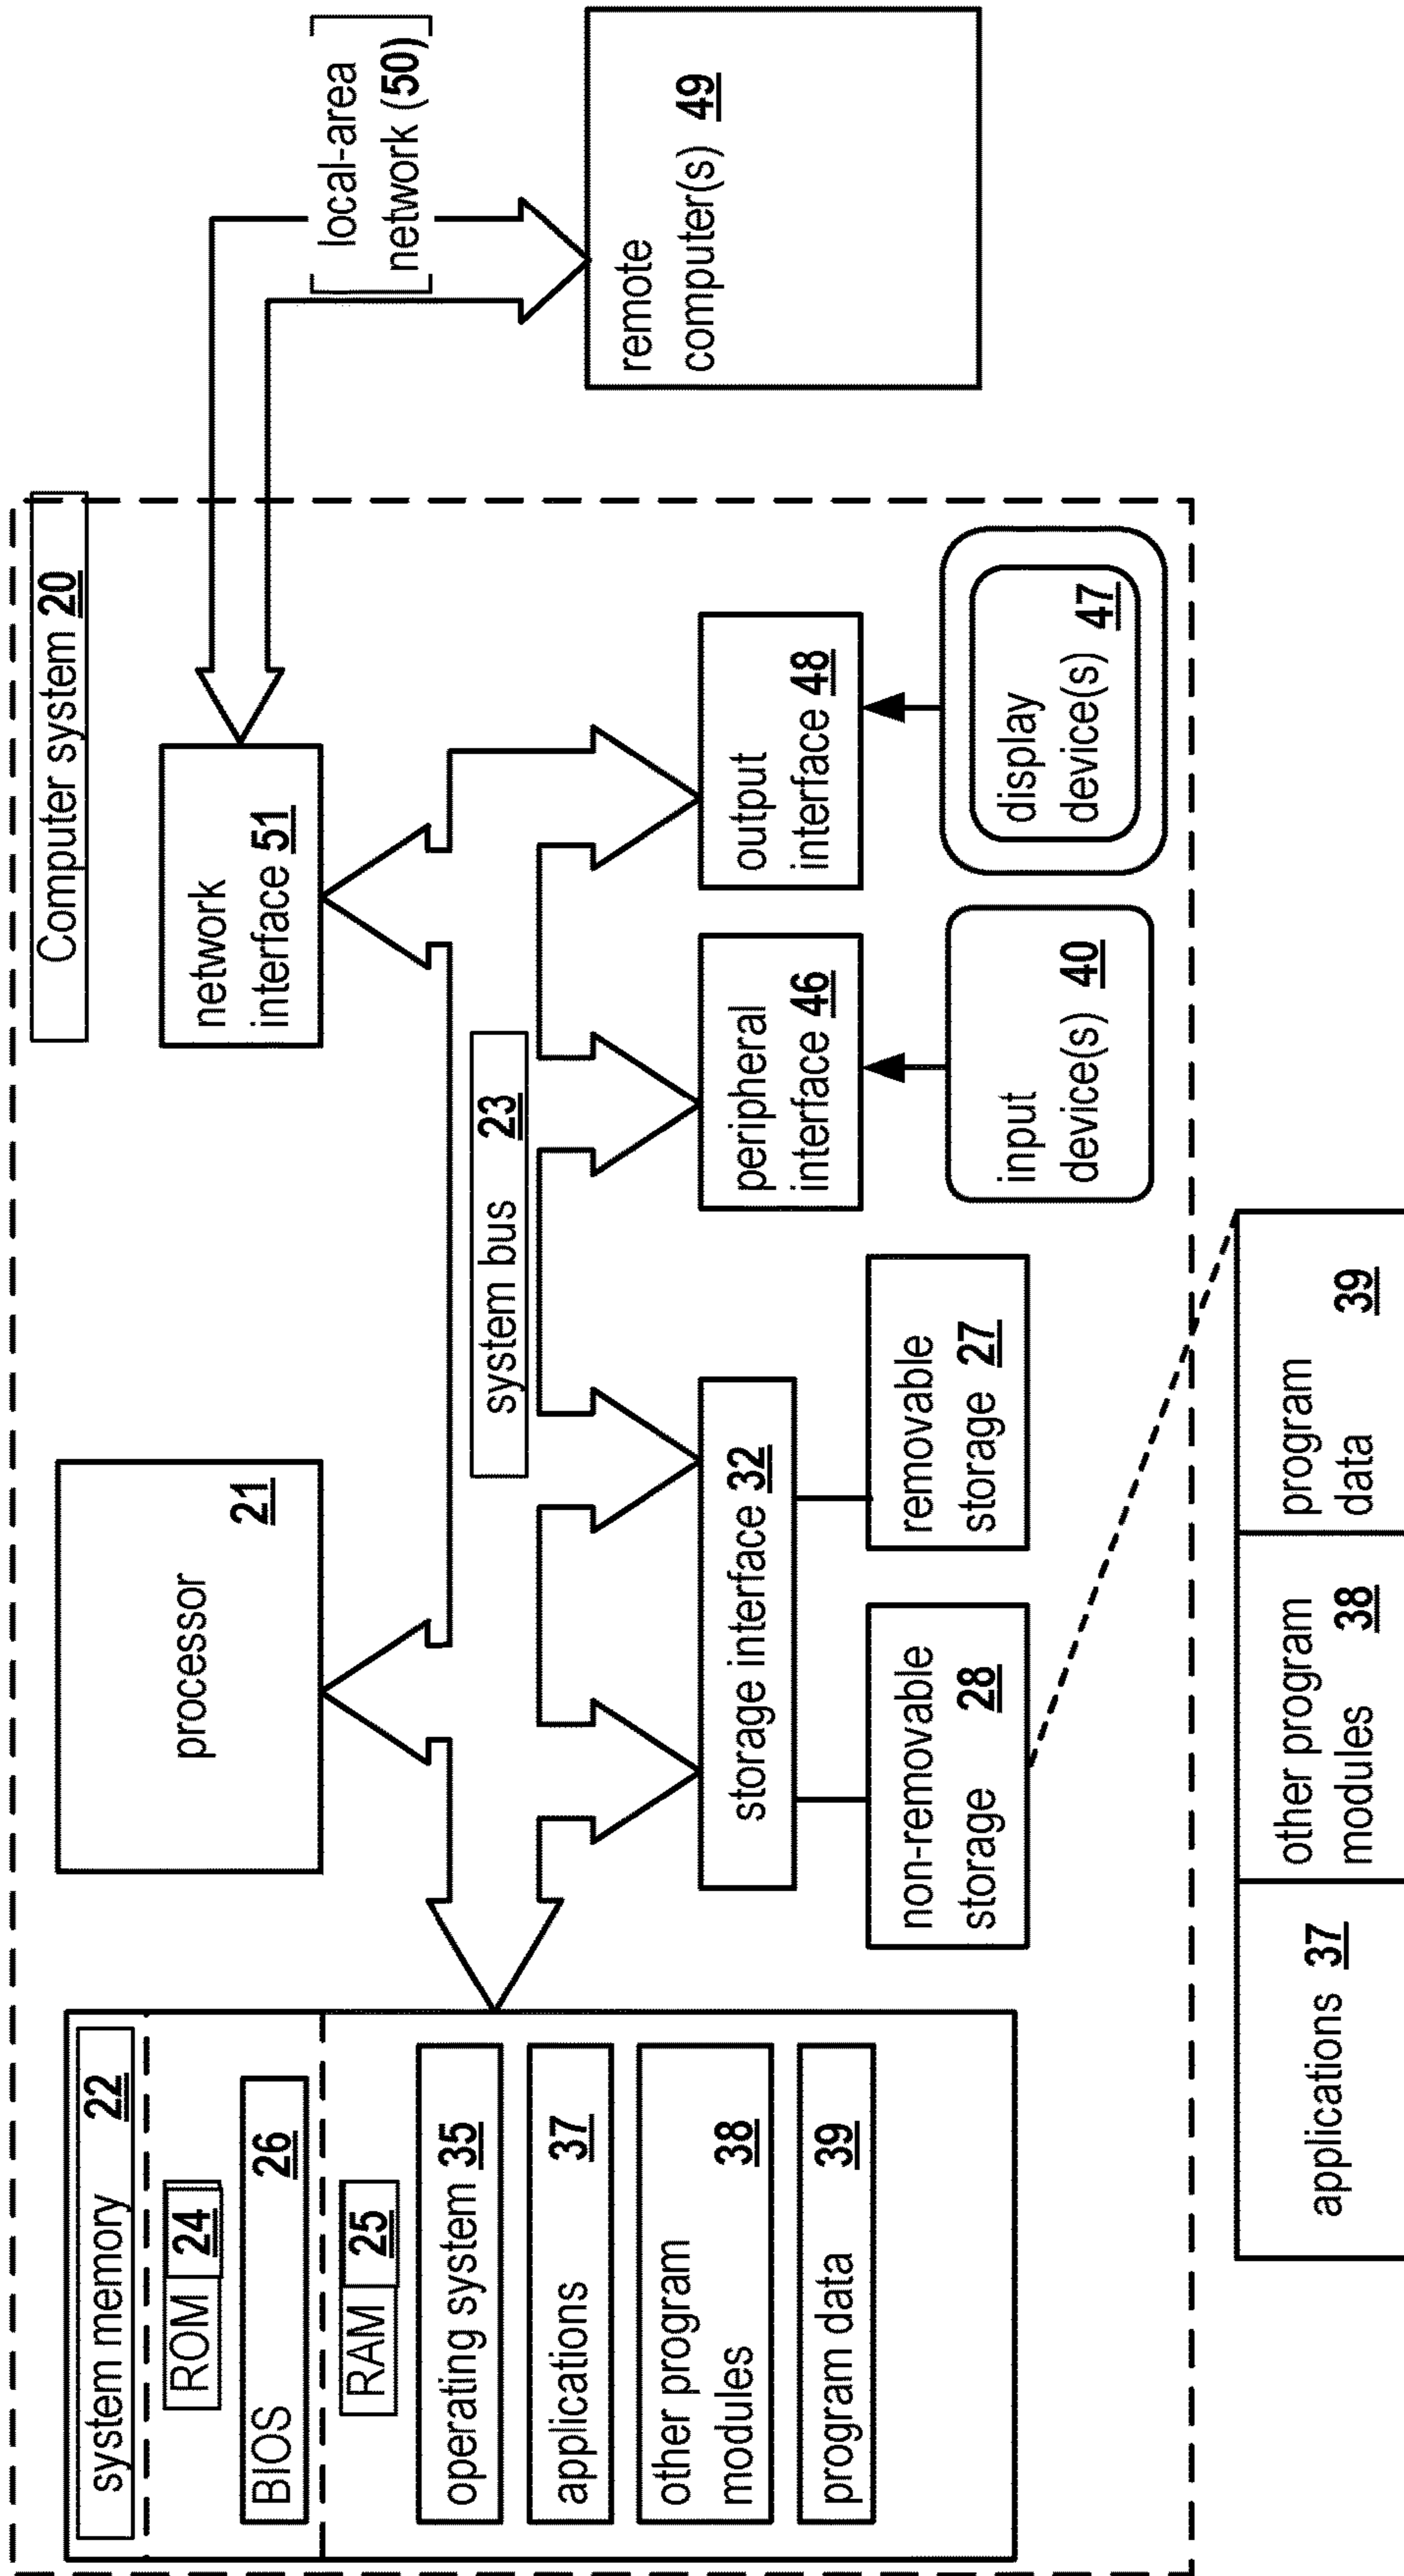 Computer system 20
system memory 22
ROM 24
BIOS 26
RAM 25
operating system 35
applications 37
other program
modules 38
program data 39
processor 21
network
interface 51
local-area
network (50)
system bus 23
storage interface 32
peripheral
interface 46
output
interface 48
remote
computer(s) 49
non-removable
storage 28
removable
storage 27
input
device(s) 40
display
device(s) 47
applications 37
other program
modules 38
program
data 39